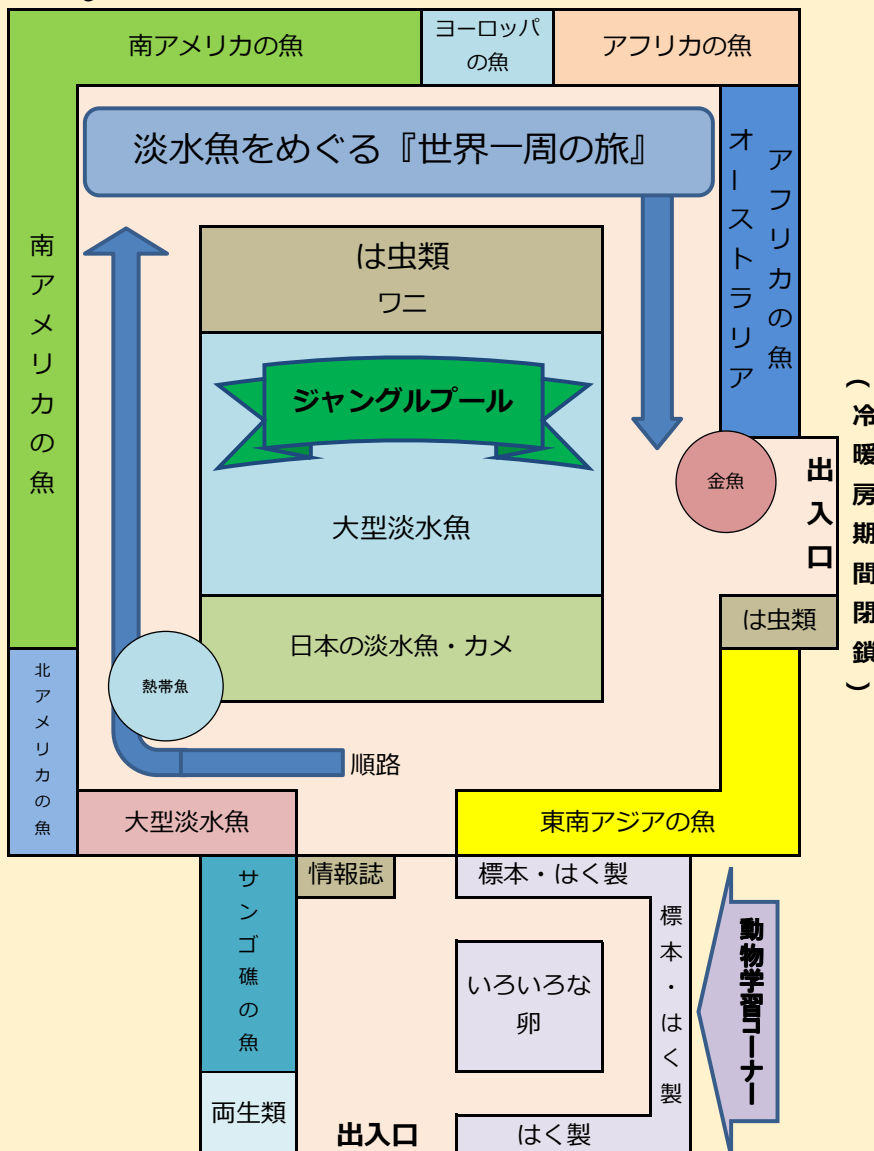 南アメリカの魚
ヨーロッパ
の魚
アフリカの魚
淡水魚をめぐる『世界一周の旅』
オーストラリア
アフリカの魚
南アメリカの魚
は虫類
ワニ
ジャングルプール
大型淡水魚
金魚
出入口
(冷暖房期間閉鎖)
は虫類
日本の淡水魚・カメ
熱帯魚
北アメリカの魚
順路
大型淡水魚
東南アジアの魚
サンゴ礁の魚
情報誌
標本・はく製
標本・はく製
動物学習コーナー
いろいろな
卵
両生類
出入口
はく製